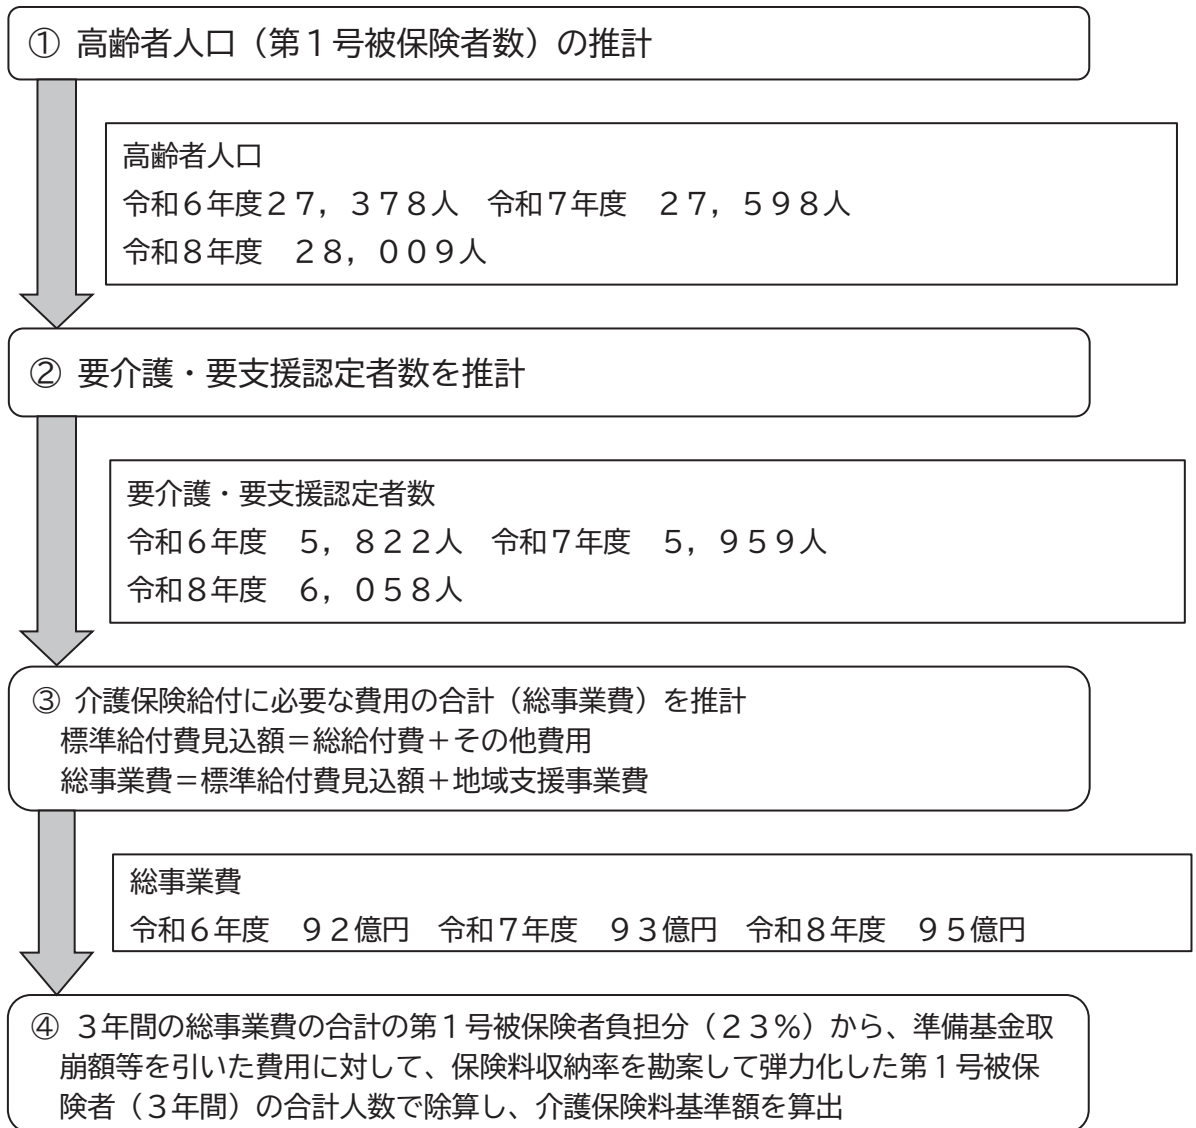 ① 高齢者人口（第１号被保険者数）の推計
高齢者人口
令和６年度２７，３７８人　令和７年度　２７，５９８人
令和８年度　２８，００９人
② 要介護・要支援認定者数を推計
要介護・要支援認定者数
令和６年度　５，８２２人　令和７年度　５，９５９人
令和８年度　６，０５８人
③ 介護保険給付に必要な費用の合計（総事業費）を推計
標準給付費見込額＝総給付費＋その他費用
総事業費＝標準給付費見込額＋地域支援事業費
総事業費
令和６年度　９２億円　令和７年度　９３億円　令和８年度　９５億円
④ ３年間の総事業費の合計の第１号被保険者負担分（２３％）から、準備基金取
崩額等を引いた費用に対して、保険料収納率を勘案して弾力化した第１号被保
険者（３年間）の合計人数で除算し、介護保険料基準額を算出